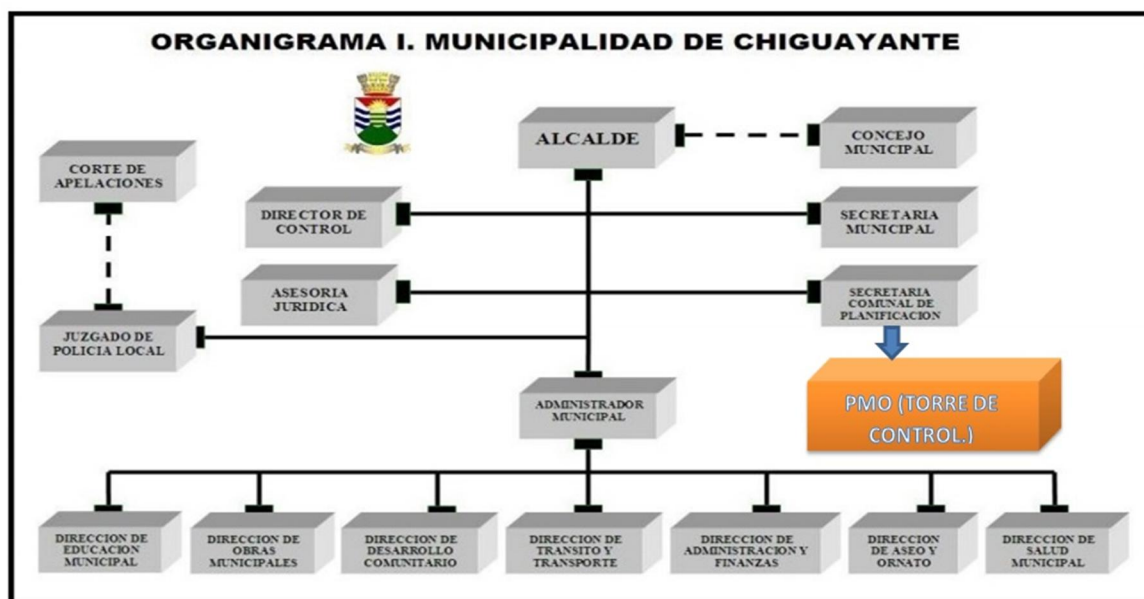 ORGANIGRAMA I. MUNICIPALIDAD DE CHIGUAYANTE
ALCALDE
CONCEJO
MUNICIPAL
CORTE DE
APELACIONES
DIRECTOR DE
CONTROL
SECRETARIA
MUNICIPAL
ASESORIA
JURIDICA
SECRETARIA
COMUNAL DE
PLANIFICACION
JUZGADO DE
POLICIA LOCAL
PMO (TORRE DE
CONTROL.)
ADMINISTRADOR
MUNICIPAL
DIRECCION DE
EDUCACION
MUNICIPAL
DIRECCION DE
OBRAS
MUNICIPALES
DIRECCION DE
DESARROLLO
COMUNITARIO
DIRECCION DE
TRANSITO Y
TRANSPORTE
DIRECCION DE
ADMINISTRACION Y
FINANZAS
DIRECCION
DE ASEO Y
ORNATO
DIRECCION DE
SALUD
MUNICIPAL